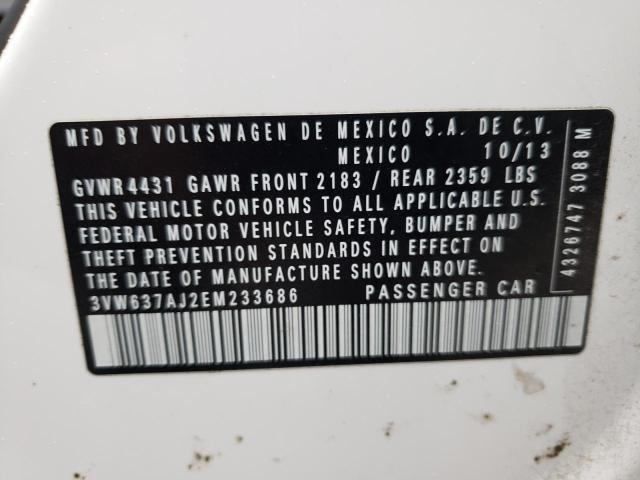 MFD BY VOLKSWAGEN DE MEXICO S.A. DE C.V.
MEXICO 10/13
GVWR4431 GAWR FRONT 2183 / REAR 2359 LBS
THIS VEHICLE CONFORMS TO ALL APPLICABLE U.S.
FEDERAL MOTOR VEHICLE SAFETY, BUMPER AND
THEFT PREVENTION STANDARDS IN EFFECT ON
THE DATE OF MANUFACTURE SHOWN ABOVE.
3VW637AJ2EM233686 PASSENGER CAR
4326747 3088 M